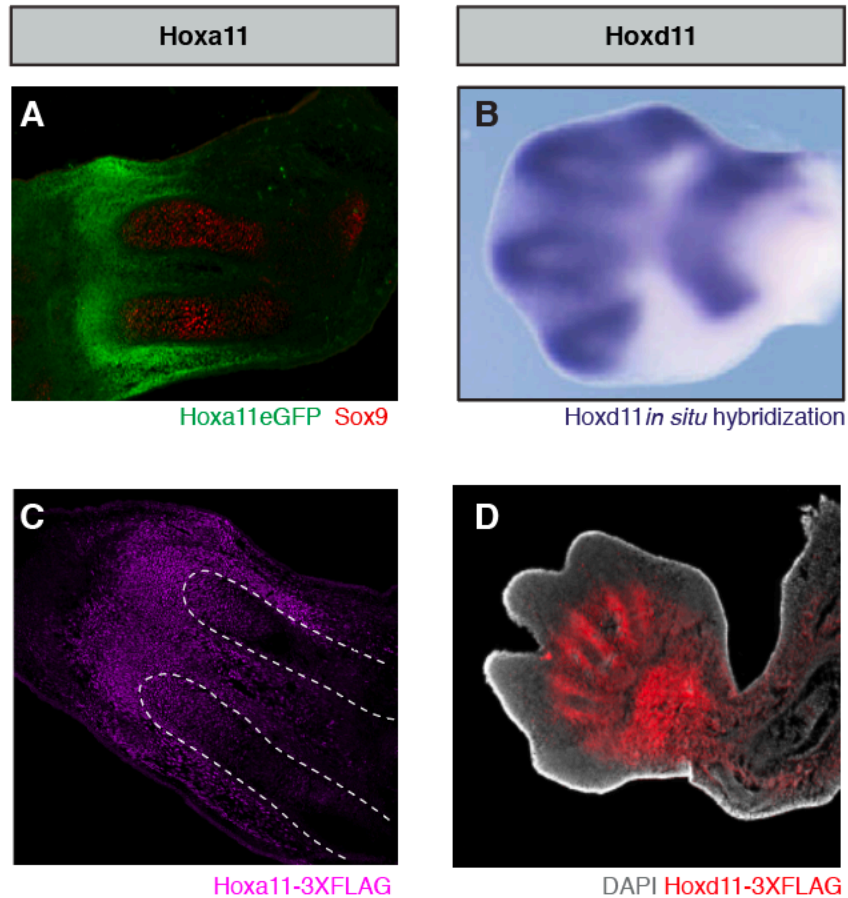 Hoxa11
Hoxd11
A
B
Hoxa11eGFP Sox9
Hoxd11 in situ hybridization
C
D
Hoxa11-3XFLAG
DAPI Hoxd11-3XFLAG